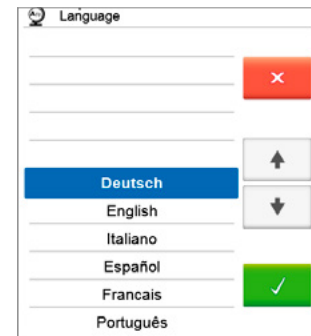 Language
Deutsch
English
Italiano
Español
Francais
Português